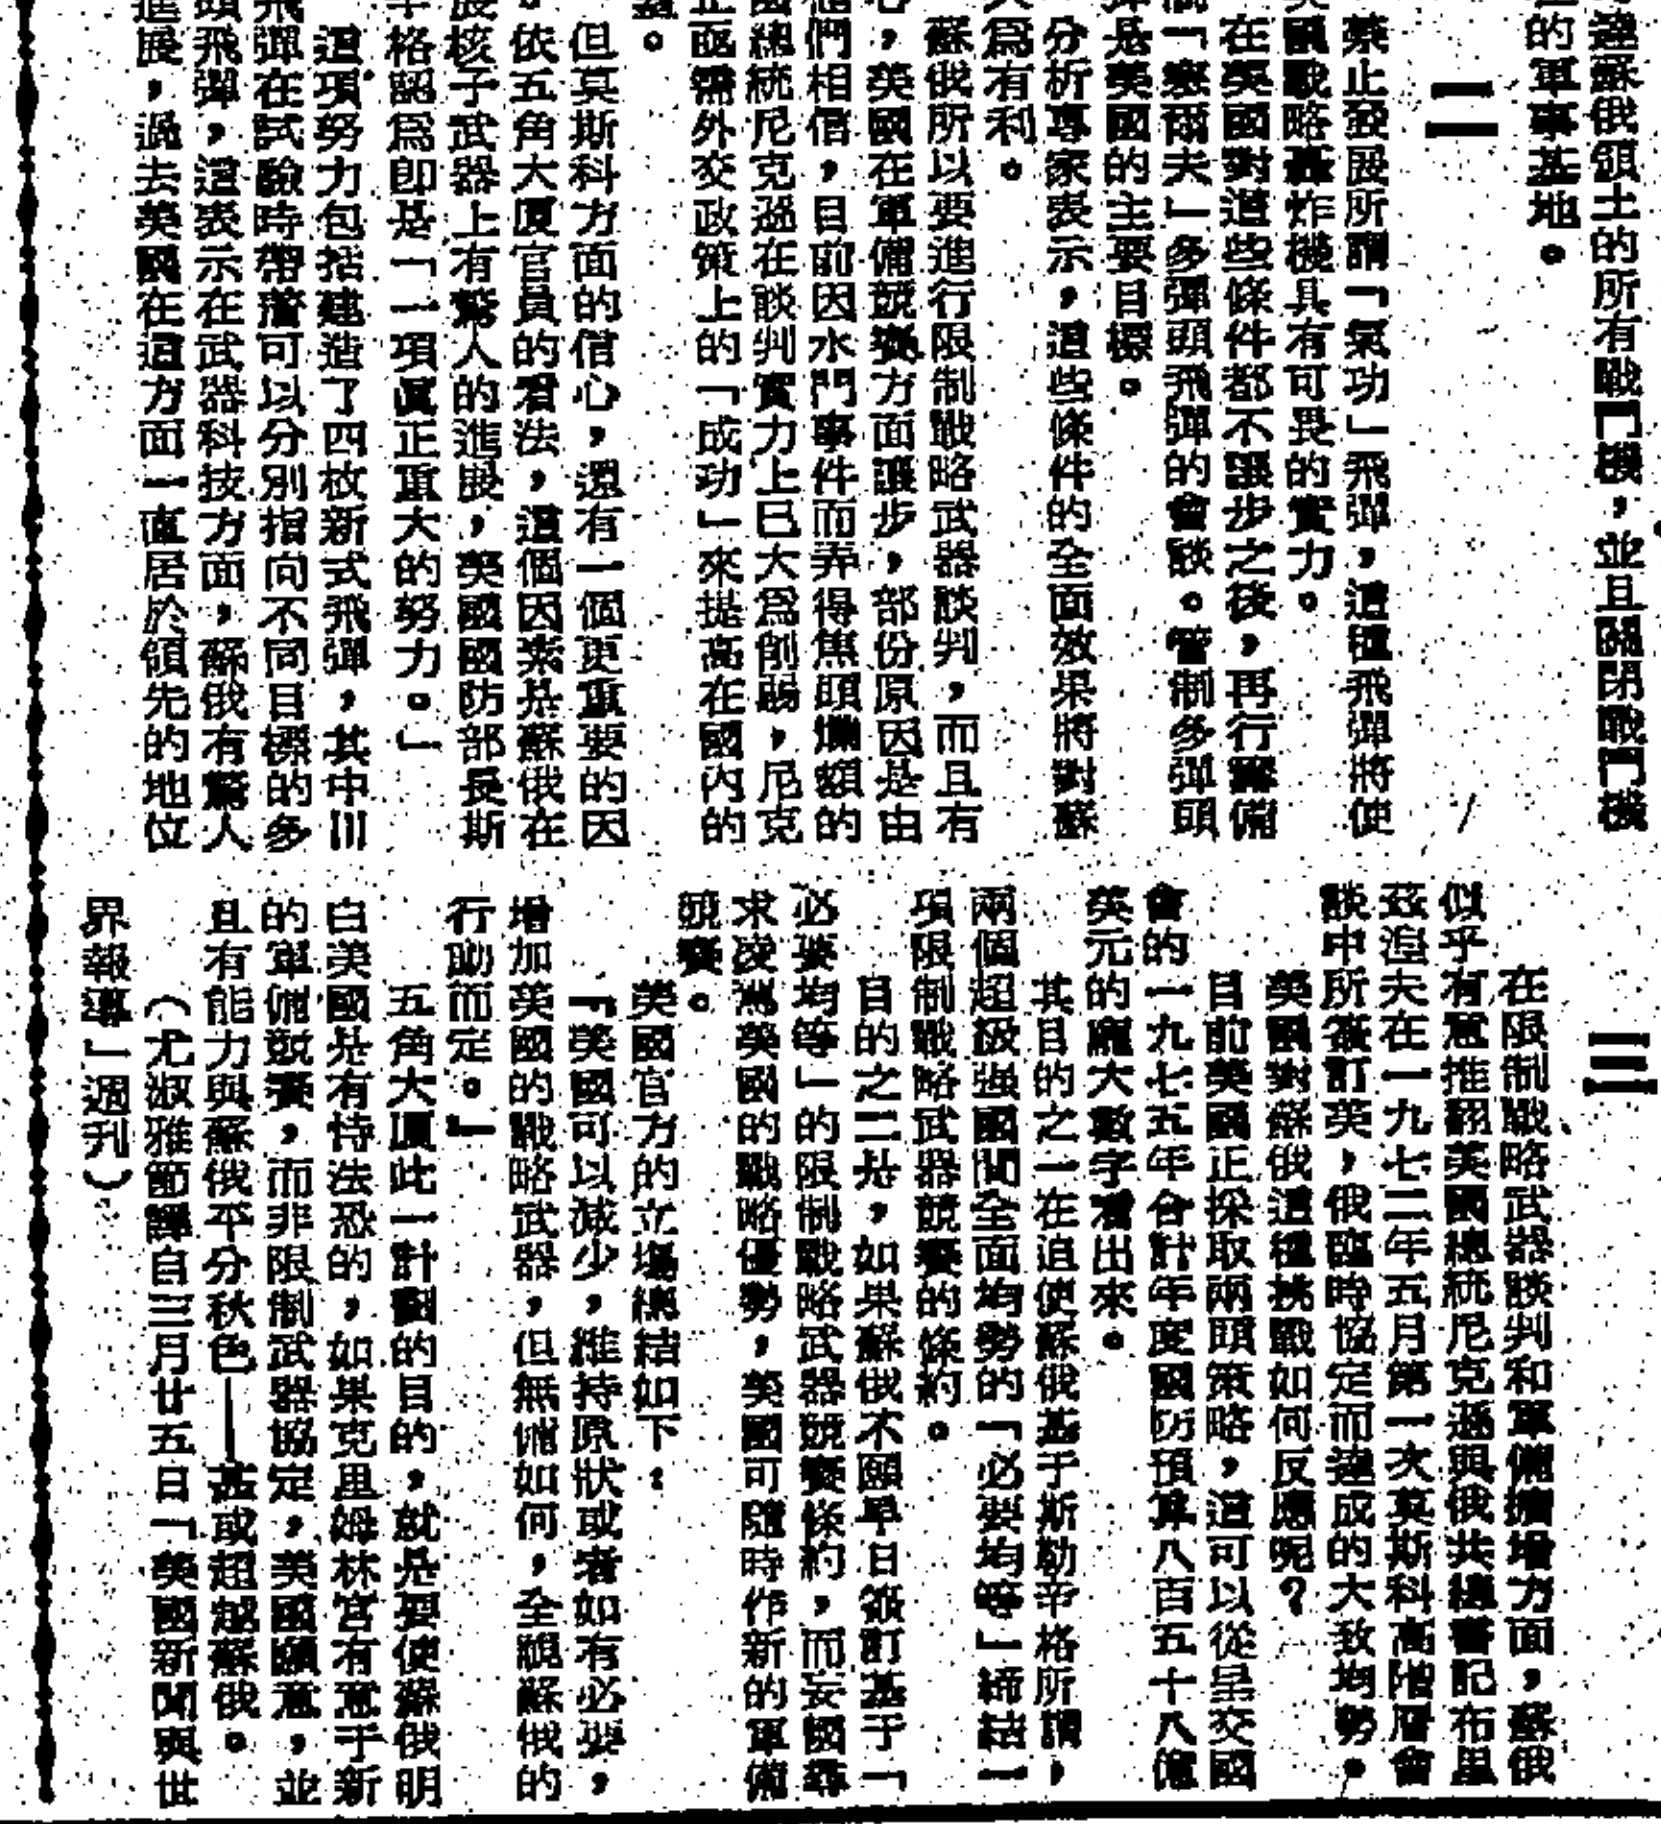 達蘇俄領土的所有戰鬥機，並且關閉戰鬥機
的軍事基地。
二
禁止發展所謂「氣功」飛彈，這種飛彈將使
美國戰略轟炸機具有可畏的實力。
在美國對這些條件都不讓步之後，再行籌備
制「寒爾夫」多彈頭飛彈的會談。管制多彈頭
彈是美國的主要目標。
分析專家表示，這些條件的全面效果將對蘇
大爲有利。
蘇俄所以要進行限制戰略武器談判，而且有
心，美國在軍備競賽方面讓步，部份原因是由
他們相信，目前因水門事件而弄得焦頭爛額的
國總統尼克遜在談判實力上已大爲削弱，尼克
正亟需外交政策上的「成功」來提高在國內的
。
但莫斯科方面的信心，還有一個更重要的因
。依五角大廈官員的看法，這個因素是蘇俄在
展核子武器上有驚人的進展，美國國防部長斯
辛格認爲即是「一項眞正重大的努力。」
這項努力包括建造了四枚新式飛彈，其中川
飛彈在試驗時帶着可以分別指向不同目標的多
頭飛彈，這表示在武器科技方面，蘇俄有驚人
進展，過去美國在這方面一直居於領先的地位
三
在限制戰略武器談判和軍備擴增方面，蘇俄
似乎有意推翻美國總統尼克遜與俄共總書記布里
茲湼夫在一九七二年五月第一次莫斯科高階層會
談中所簽訂美，俄臨時協定而達成的大致均勢。
美國對蘇俄這種挑戰如何反應呢？
目前美國正採取兩項策略，這可以從呈交國
會的一九七五年合計年度國防預算八百五十八億
美元的龐大數字看出來。
其目的之一在迫使蘇俄基于斯勒辛格所謂，
兩個超級強國間全面均勢的「必要均等」締結一
項限制戰略武器競賽的條約。
目的之二是，如果蘇俄不願早日簽訂基于「
必要均等」的限制戰略武器競賽條約，而妄圖尋
求凌駕美國的戰略優勢，美國可隨時作新的軍備
競賽。
美國官方的立場總結如下：
『美國可以減少，維持原狀或者如有必要，
增加美國的戰略武器，但無論如何，全視蘇俄的
行動而定。』
五角大廈此一計劃的目的，就是要使蘇俄明
白美國是有恃法恐的，如果克里姆林宮有意于新
的軍備競賽，而非限制武器協定，美國願意，並
且有能力與蘇俄平分秋色——甚或超越蘇俄。
（尤淑雅節譯自三月廿五日「美國新聞與世
界報導」週刊）